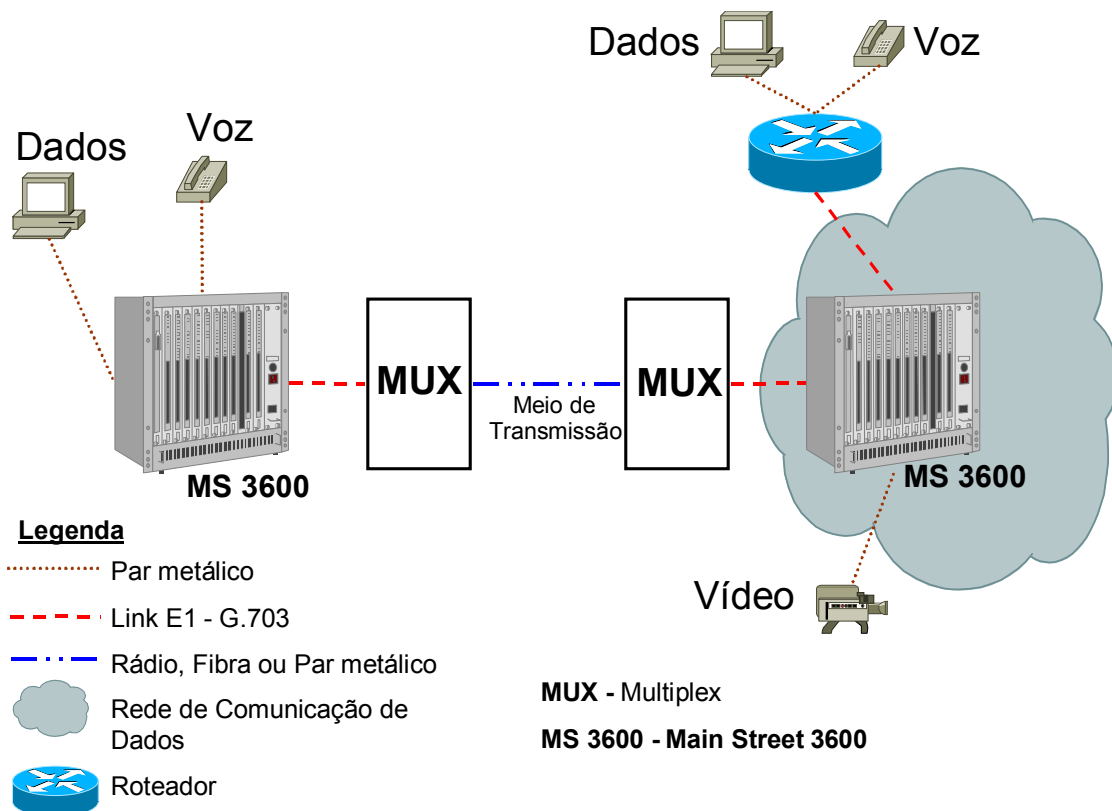 Dados
Voz
Dados
Voz
MUX
Meio de
Transmissão
MUX
MS 3600
MS 3600
Vídeo
Legenda
Par metálico
Link E1 - G.703
Rádio, Fibra ou Par metálico
Rede de Comunicação de
Dados
Roteador
MUX - Multiplex
MS 3600 - Main Street 3600